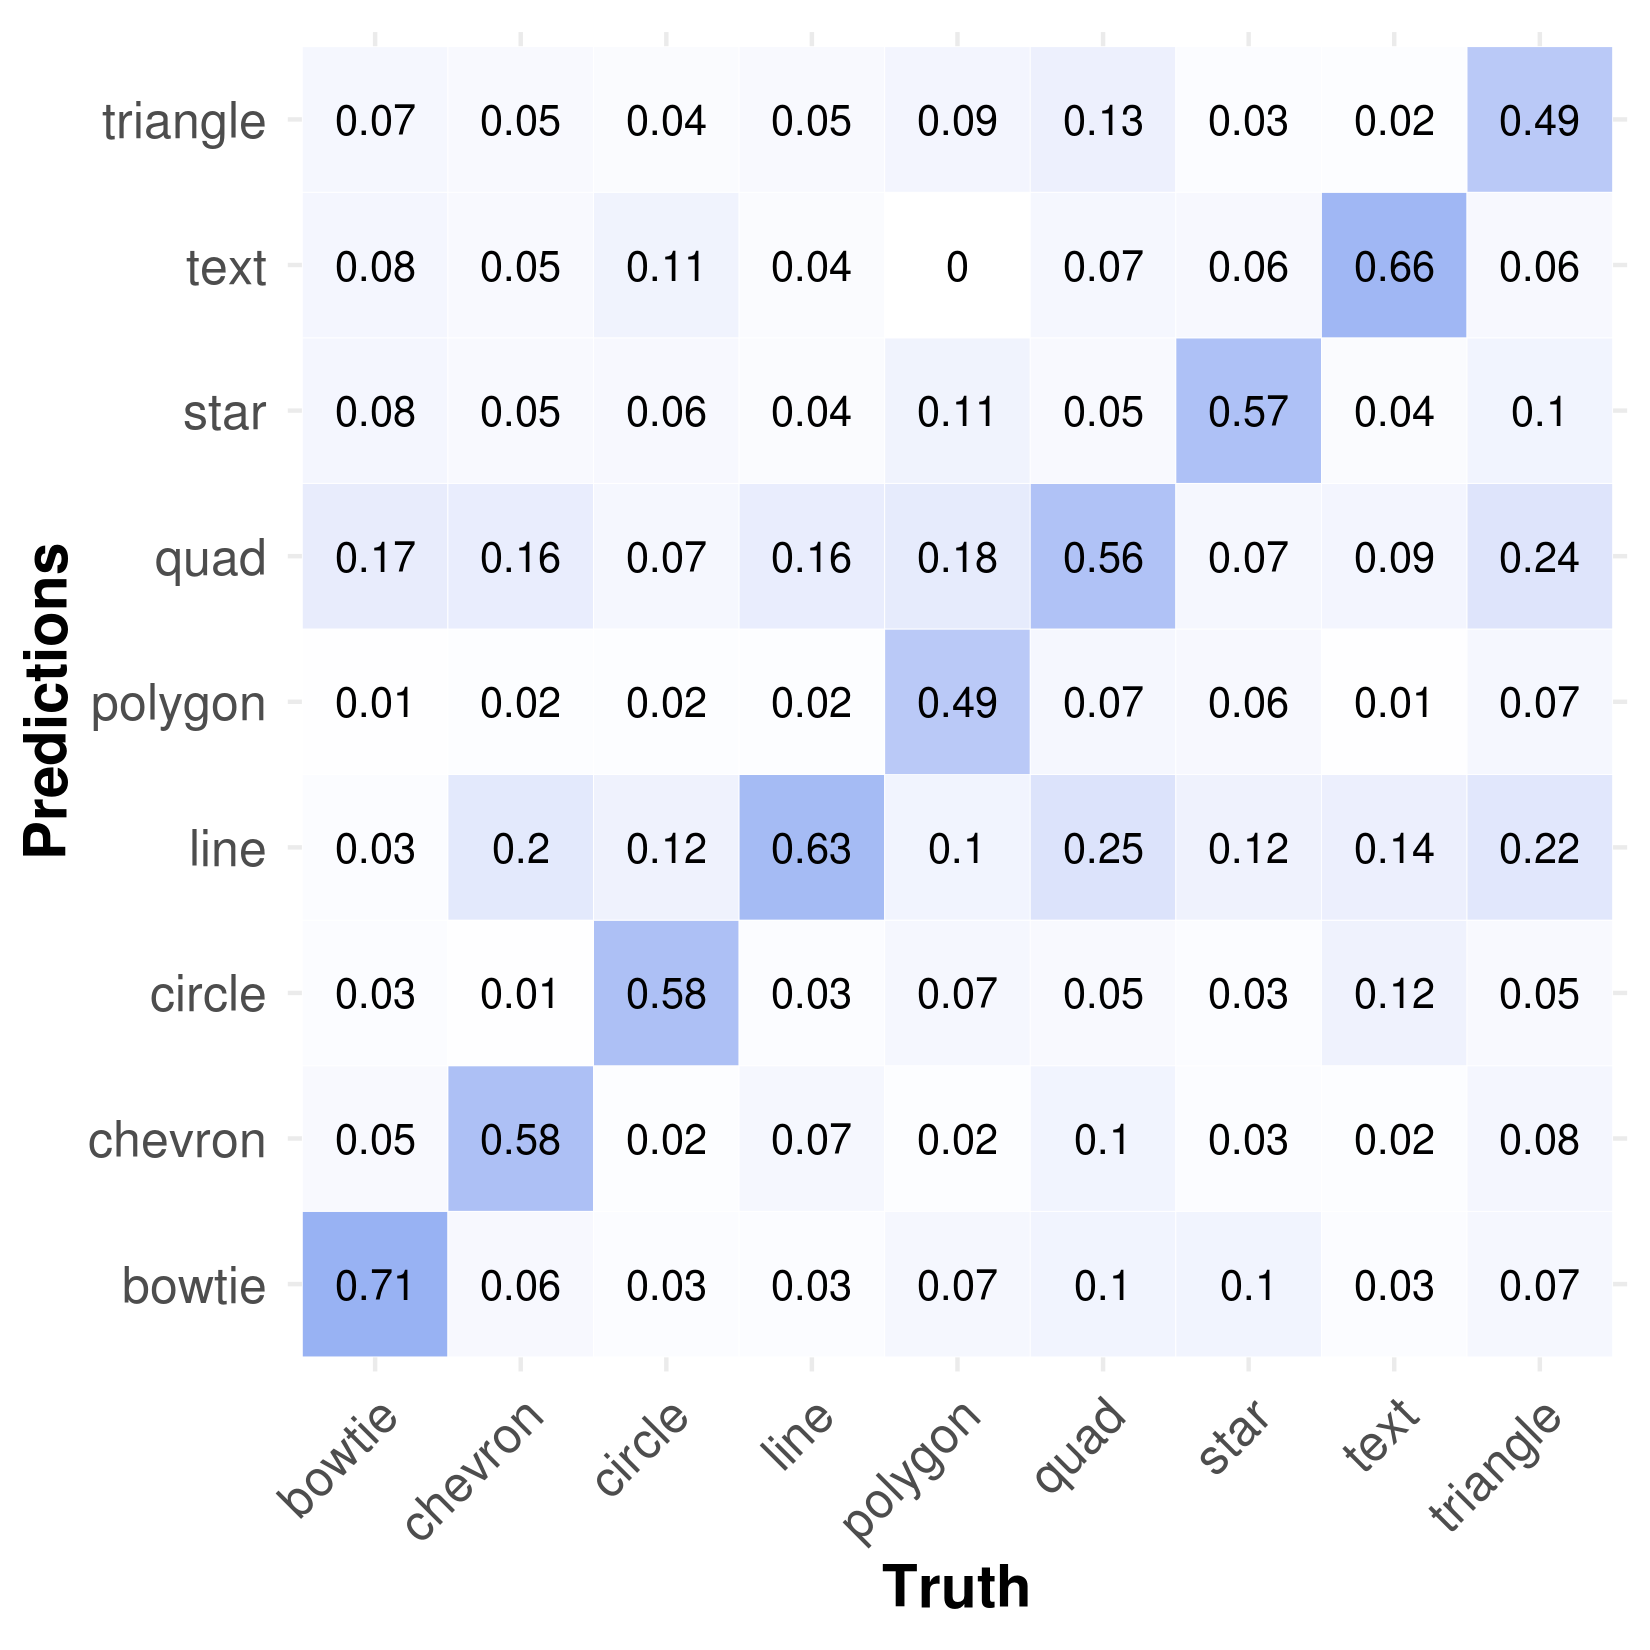 triangle 0.07 0.05 0.04 0.05 0.09 0.13 0.03 0.02 0.49
text 0.08 0.05 0.11 0.04 0 0.07 0.06 0.66 0.06
star 0.08 0.05 0.06 0.04 0.11 0.05 0.57 0.04 0.1
quad 0.17 0.16 0.07 0.16 0.18 0.56 0.07 0.09 0.24
polygon 0.01 0.02 0.02 0.02 0.49 0.07 0.06 0.01 0.07
line 0.03 0.2 0.12 0.63 0.1 0.25 0.12 0.14 0.22
circle 0.03 0.01 0.58 0.03 0.07 0.05 0.03 0.12 0.05
chevron 0.05 0.58 0.02 0.07 0.02 0.1 0.03 0.02 0.08
bowtie 0.71 0.06 0.03 0.03 0.07 0.1 0.1 0.03 0.07
bowtie chevron circle line polygon quad star text triangle
Truth
Predictions